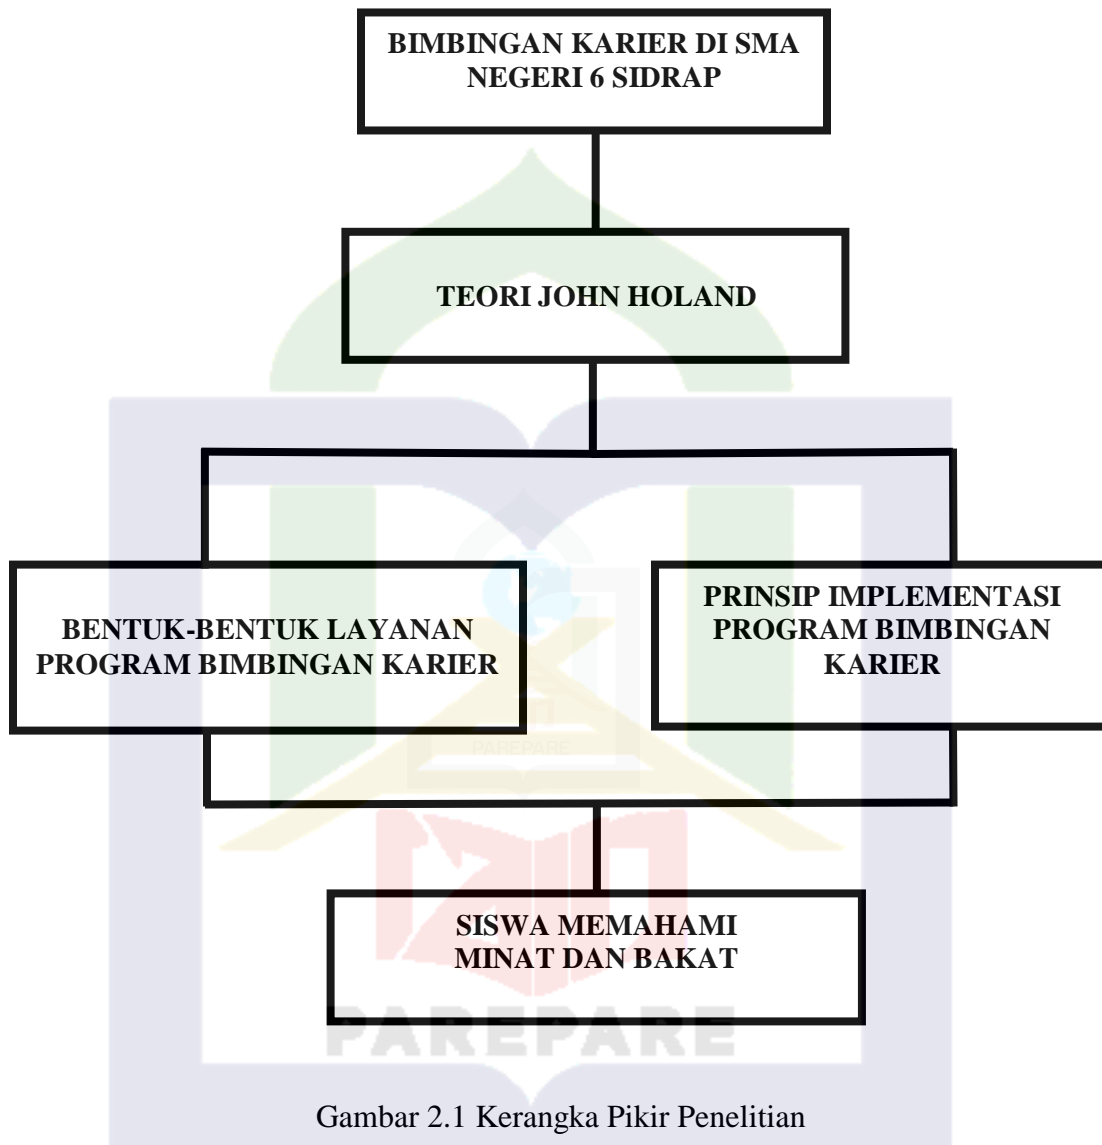 BIMBINGAN KARIER DI SMA
NEGERI 6 SIDRAP
TEORI JOHN HOLAND
BENTUK-BENTUK LAYANAN
PROGRAM BIMBINGAN KARIER
PRINSIP IMPLEMENTASI
PROGRAM BIMBINGAN
KARIER
PAREPARE
SISWA MEMAHAMI
MINAT DAN BAKAT
PAREPARE
Gambar 2.1 Kerangka Pikir Penelitian